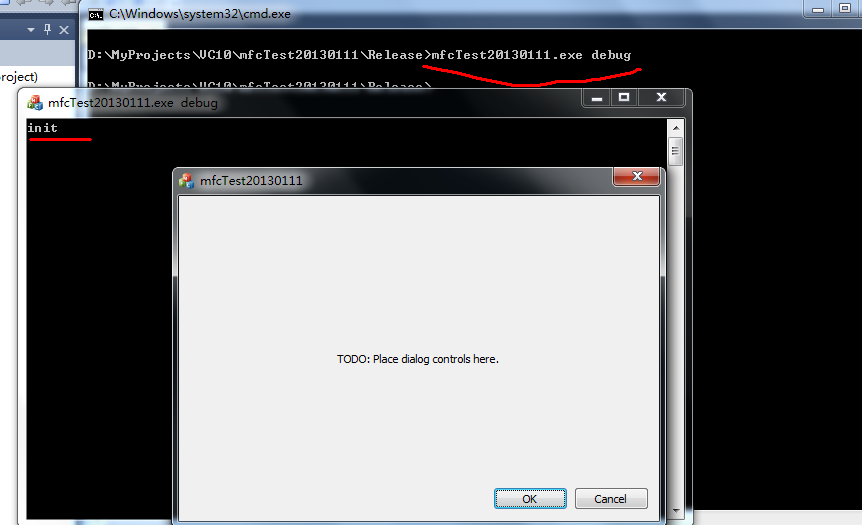 C:\Windows\system32\cmd.exe
D:\MyProjects\VC10\mfcTest20130111\Release>mfcTest20130111.exe debug
roject)
D:\MyProjects\VC10\mfcTest20130111\Release>
mfcTest20130111.exe  debug
init
mfcTest20130111
TODO: Place dialog controls here.
OK
Cancel